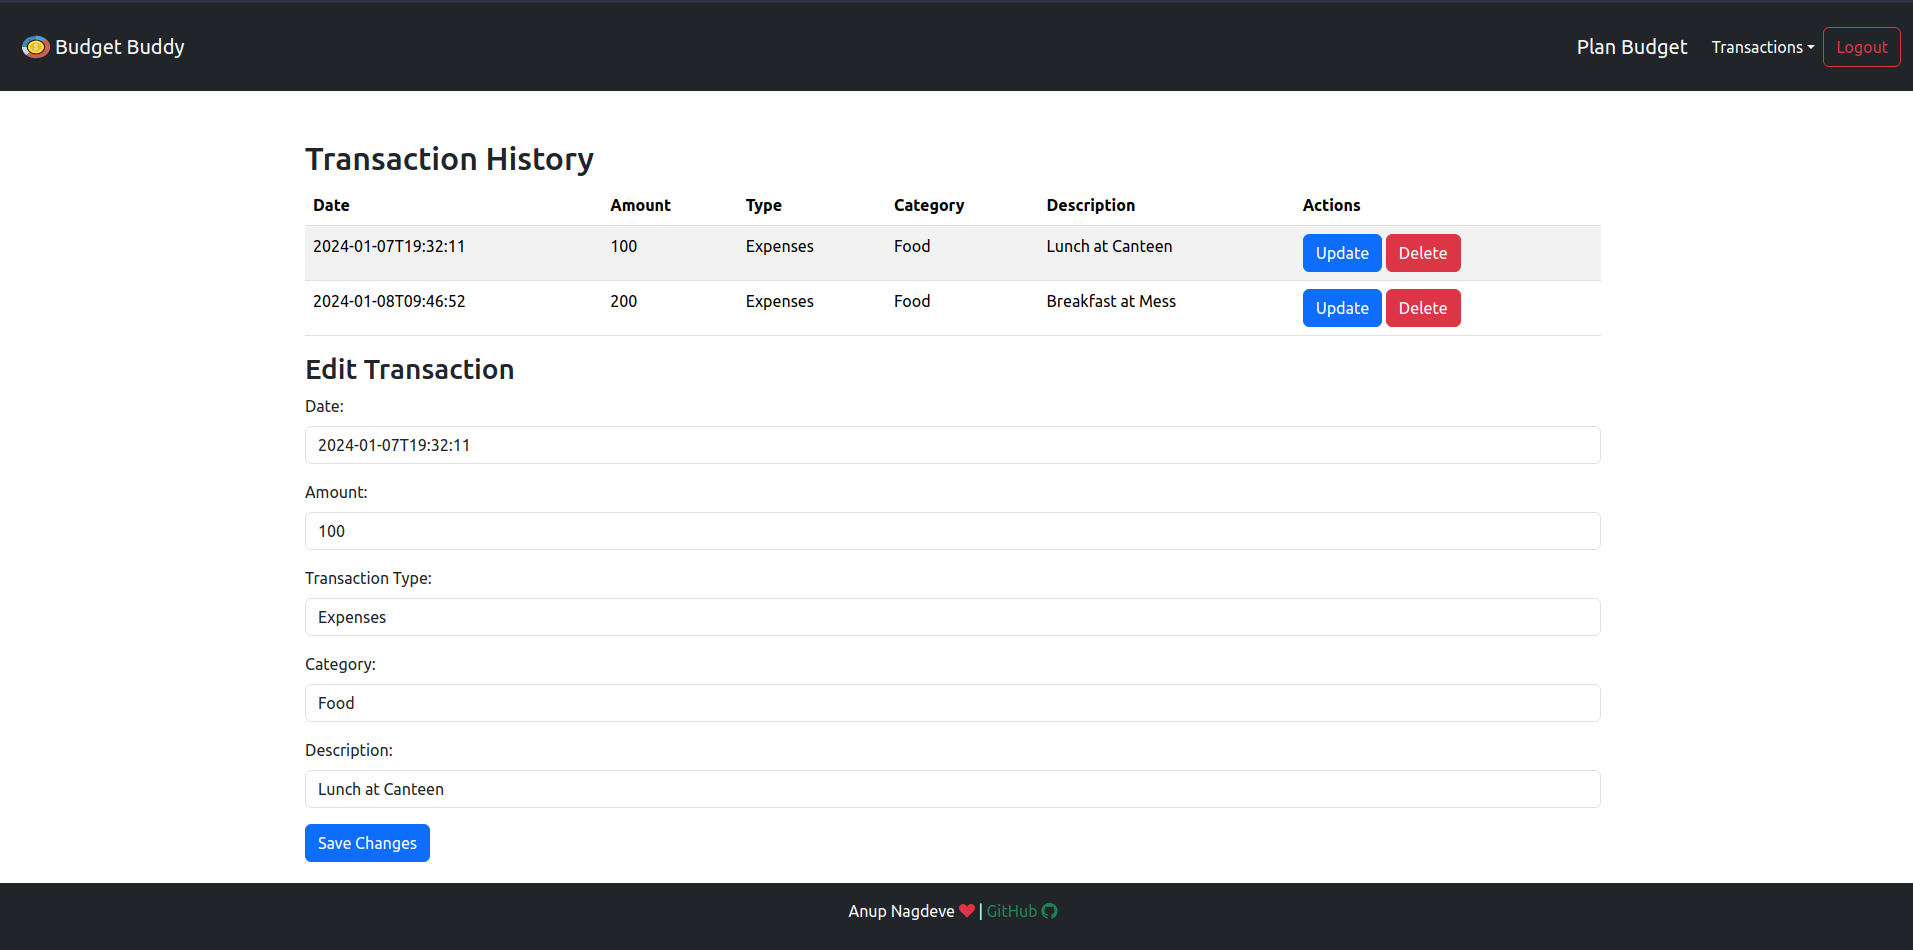 Budget Buddy Plan Budget Transactions Logout
Transaction History
Date Amount Type Category Description Actions
2024-01-07T19:32:11 100 Expenses Food Lunch at Canteen Update Delete
2024-01-08T09:46:52 200 Expenses Food Breakfast at Mess Update Delete
Edit Transaction
Date:
2024-01-07T19:32:11
Amount:
100
Transaction Type:
Expenses
Category:
Food
Description:
Lunch at Canteen
Save Changes
Anup Nagdeve | GitHub